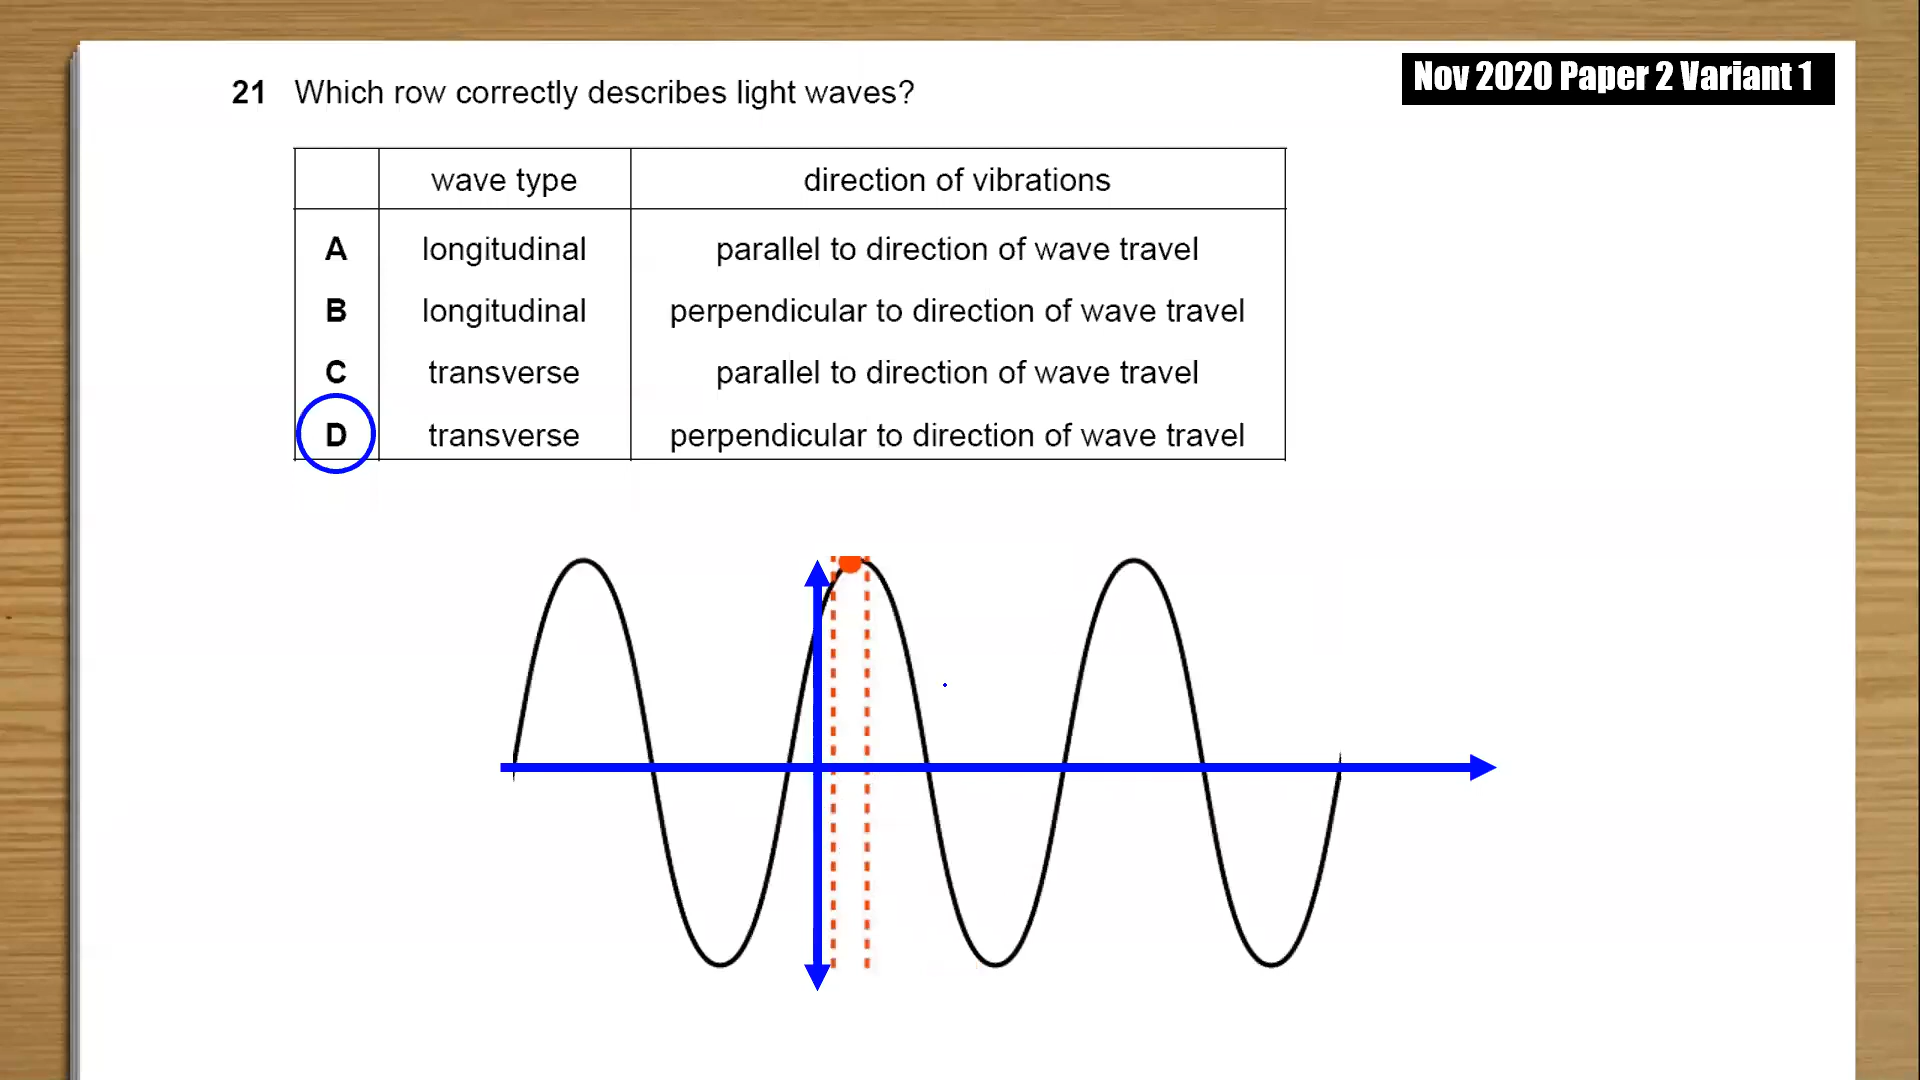 Nov 2020 Paper 2 Variant 1
21 Which row correctly describes light waves?
wave type direction of vibrations
A longitudinal parallel to direction of wave travel
B longitudinal perpendicular to direction of wave travel
C transverse parallel to direction of wave travel
D transverse perpendicular to direction of wave travel